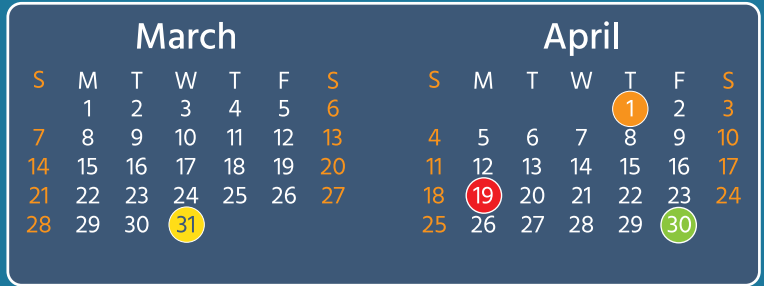 March
S M T W T F S
1 2 3 4 5 6
7 8 9 10 11 12 13
14 15 16 17 18 19 20
21 22 23 24 25 26 27
28 29 30 31
April
S M T W T F S
1 2 3
4 5 6 7 8 9 10
11 12 13 14 15 16 17
18 19 20 21 22 23 24
25 26 27 28 29 30